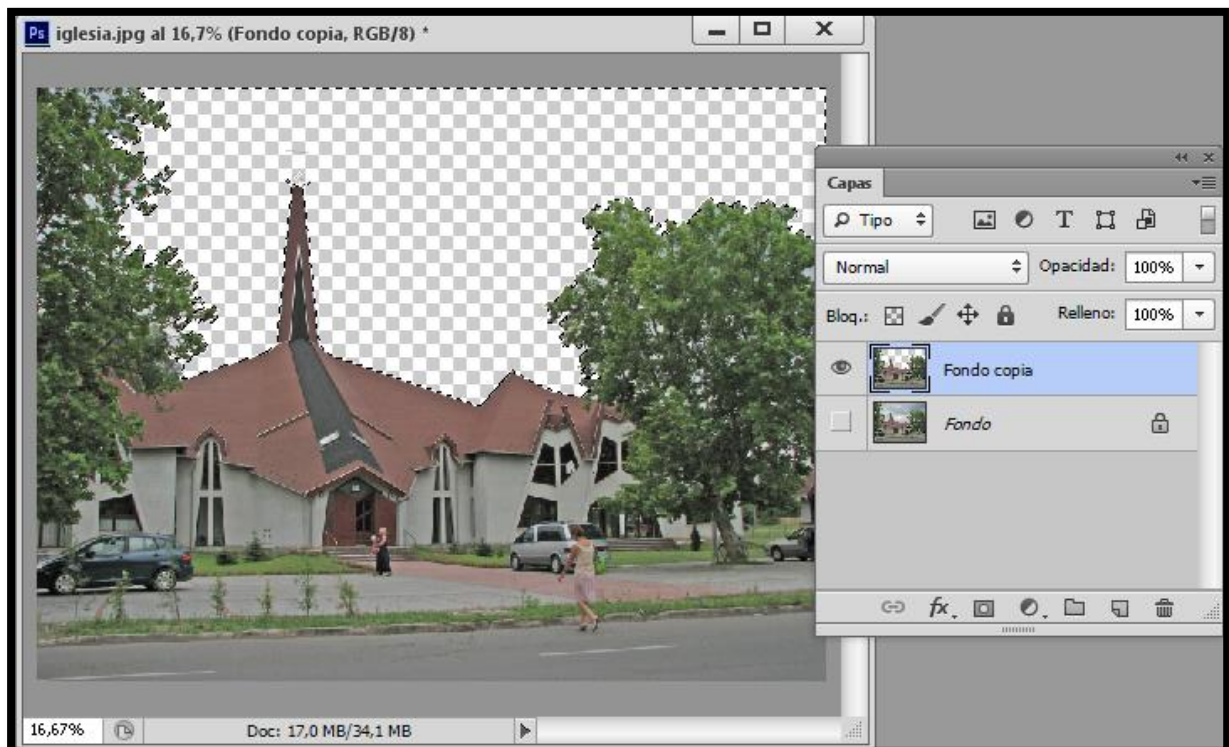 Ps iglesia.jpg al 16,7% (Fondo copia, RGB/8) *
Capas
Tipo T
Normal Opacidad: 100%
Bloq.: Relleno: 100%
Fondo copia
Fondo
fx.
16,67% Doc: 17,0 MB/34,1 MB